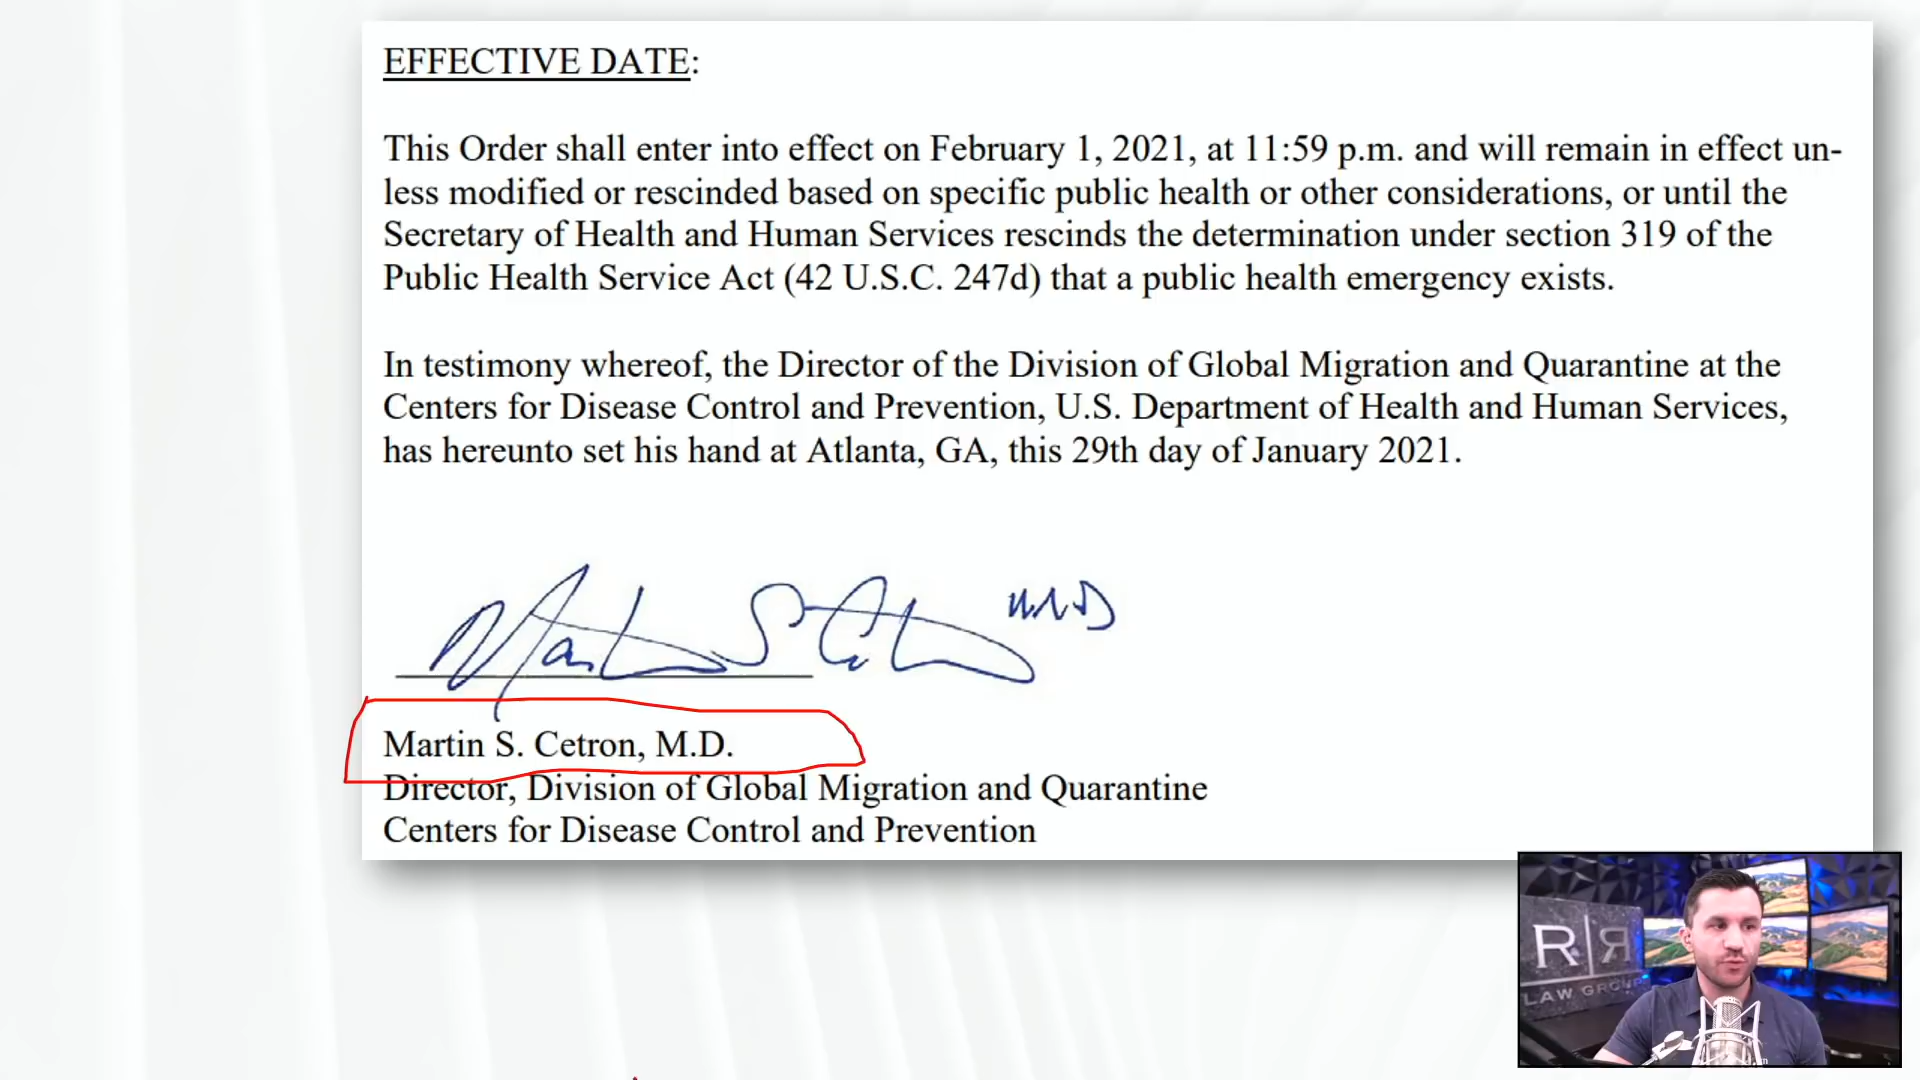 EFFECTIVE DATE:
This Order shall enter into effect on February 1, 2021, at 11:59 p.m. and will remain in effect un-
less modified or rescinded based on specific public health or other considerations, or until the
Secretary of Health and Human Services rescinds the determination under section 319 of the
Public Health Service Act (42 U.S.C. 247d) that a public health emergency exists.
In testimony whereof, the Director of the Division of Global Migration and Quarantine at the
Centers for Disease Control and Prevention, U.S. Department of Health and Human Services,
has hereunto set his hand at Atlanta, GA, this 29th day of January 2021.
Martin S Cetron MD
Martin S. Cetron, M.D.
Director, Division of Global Migration and Quarantine
Centers for Disease Control and Prevention
R|R
LAW GROUP